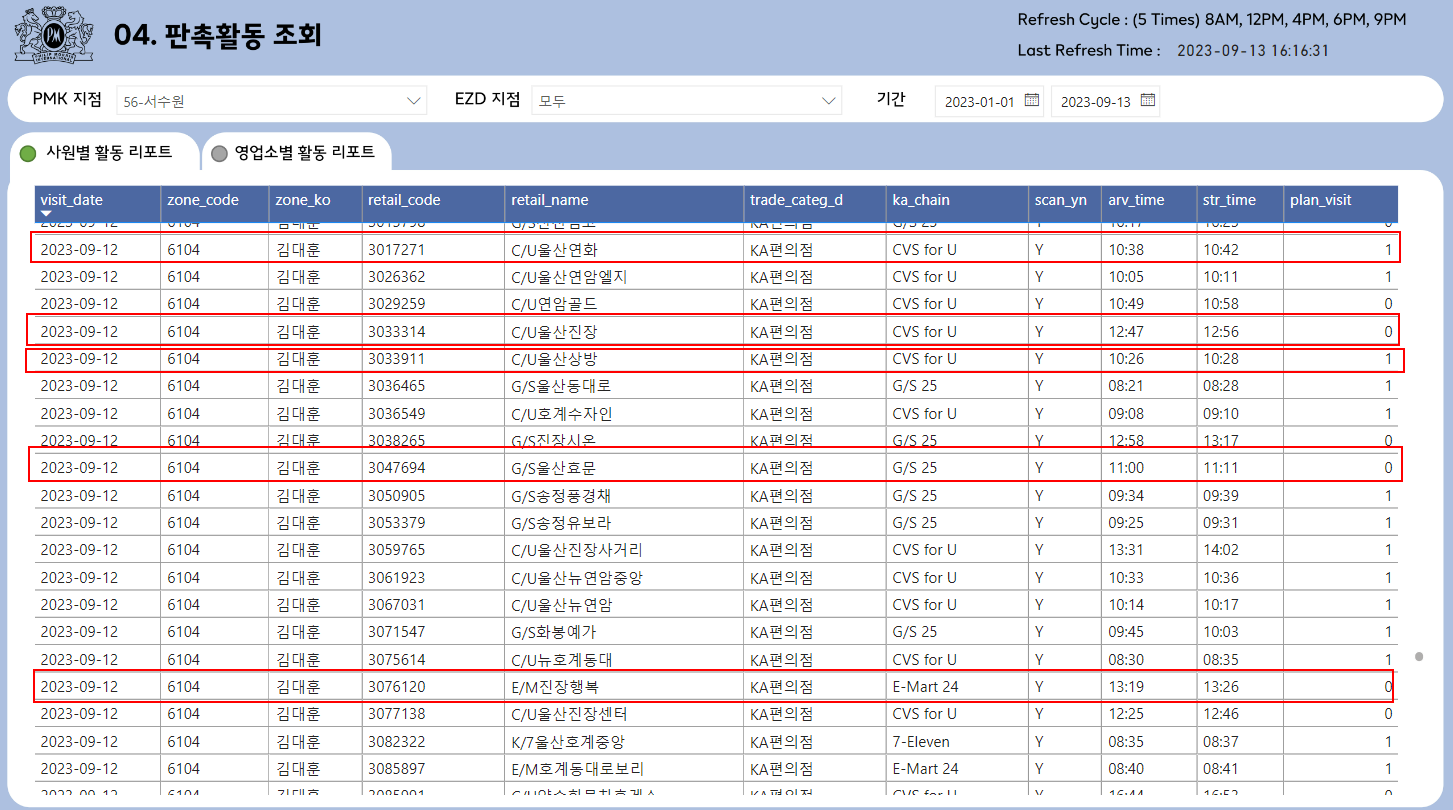 04. 판촉활동 조회
Refresh Cycle : (5 Times) 8AM, 12PM, 4PM, 6PM, 9PM
Last Refresh Time : 2023-09-13 16:16:31
PM
PMK 지점 56-서수원 EZD 지점 모두 기간 2023-01-01 2023-09-13
사원별 활동 리포트 영업소별 활동 리포트
visit_date zone_code zone_ko retail_code retail_name trade_categ_d ka_chain scan_yn arv_time str_time plan_visit
2023-09-12 6104 김대훈 3017271 C/U울산연화 KA편의점 CVS for U Y 10:38 10:42 1
2023-09-12 6104 김대훈 3026362 C/U울산연암엘지 KA편의점 CVS for U Y 10:05 10:11 1
2023-09-12 6104 김대훈 3029259 C/U연암골드 KA편의점 CVS for U Y 10:49 10:58 0
2023-09-12 6104 김대훈 3033314 C/U울산진장 KA편의점 CVS for U Y 12:47 12:56 0
2023-09-12 6104 김대훈 3033911 C/U울산상방 KA편의점 CVS for U Y 10:26 10:28 1
2023-09-12 6104 김대훈 3036465 G/S울산동대로 KA편의점 G/S 25 Y 08:21 08:28 1
2023-09-12 6104 김대훈 3036549 C/U호계수자인 KA편의점 CVS for U Y 09:08 09:10 1
2023-09-12 6104 김대훈 3038265 G/S진장시온 KA편의점 G/S 25 Y 12:58 13:17 0
2023-09-12 6104 김대훈 3047694 G/S울산효문 KA편의점 G/S 25 Y 11:00 11:11 0
2023-09-12 6104 김대훈 3050905 G/S송정풍경채 KA편의점 G/S 25 Y 09:34 09:39 1
2023-09-12 6104 김대훈 3053379 G/S송정유보라 KA편의점 G/S 25 Y 09:25 09:31 1
2023-09-12 6104 김대훈 3059765 C/U울산진장사거리 KA편의점 CVS for U Y 13:31 14:02 1
2023-09-12 6104 김대훈 3061923 C/U울산뉴연암중앙 KA편의점 CVS for U Y 10:33 10:36 1
2023-09-12 6104 김대훈 3067031 C/U울산뉴연암 KA편의점 CVS for U Y 10:14 10:17 1
2023-09-12 6104 김대훈 3071547 G/S화봉예가 KA편의점 G/S 25 Y 09:45 10:03 1
2023-09-12 6104 김대훈 3075614 C/U뉴호계동대 KA편의점 CVS for U Y 08:30 08:35 1
2023-09-12 6104 김대훈 3076120 E/M진장행복 KA편의점 E-Mart 24 Y 13:19 13:26 0
2023-09-12 6104 김대훈 3077138 C/U울산진장센터 KA편의점 CVS for U Y 12:25 12:46 0
2023-09-12 6104 김대훈 3082322 K/7울산호계중앙 KA편의점 7-Eleven Y 08:35 08:37 1
2023-09-12 6104 김대훈 3085897 E/M호계동대로보리 KA편의점 E-Mart 24 Y 08:40 08:41 1